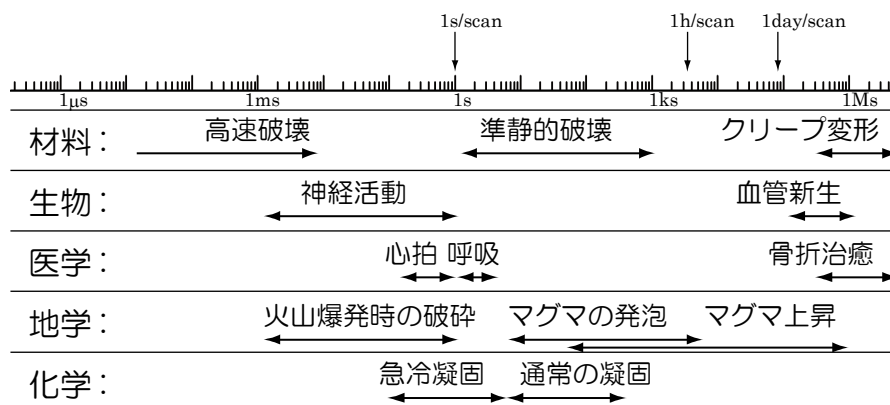 1s/scan 1h/scan 1day/scan
1μs 1ms 1s 1ks 1Ms
材料： 高速破壊 準静的破壊 クリープ変形
生物： 神経活動 血管新生
医学： 心拍 呼吸 骨折治癒
地学： 火山爆発時の破砕 マグマの発泡 マグマ上昇
化学： 急冷凝固 通常の凝固